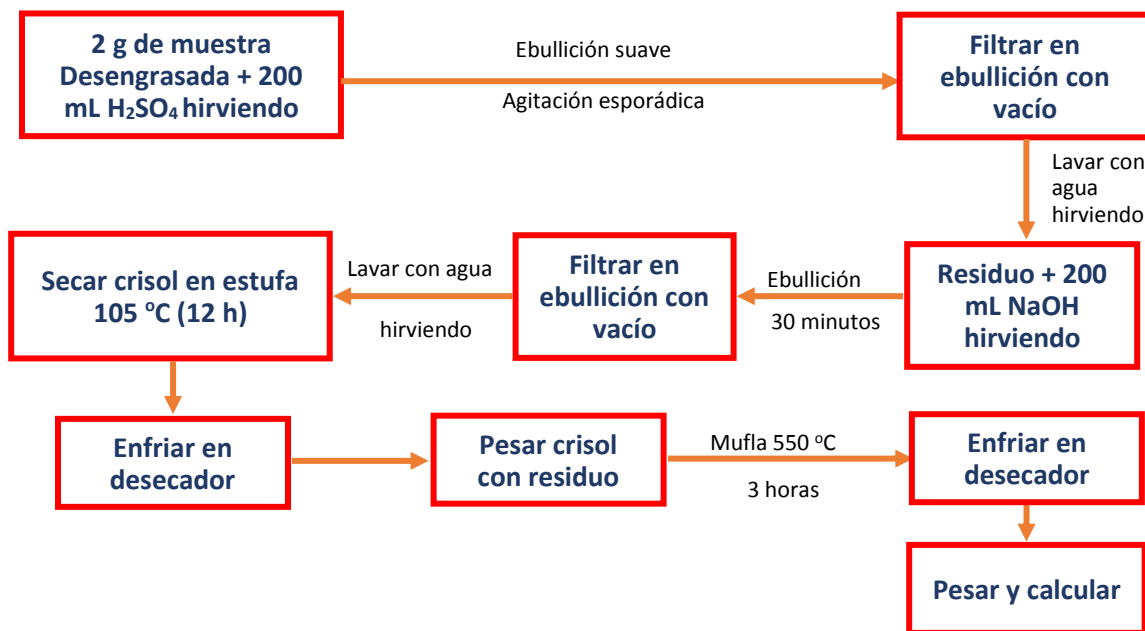 2 g de muestra
Desengrasada + 200
mL H₂SO₄ hirviendo
Ebullición suave
Agitación esporádica
Filtrar en
ebullición con
vacío
Lavar con
agua
hirviendo
Residuo + 200
mL NaOH
hirviendo
Ebullición
30 minutos
Filtrar en
ebullición con
vacío
Lavar con agua
hirviendo
Secar crisol en estufa
105 ºC (12 h)
Enfriar en
desecador
Pesar crisol
con residuo
Mufla 550 ºC
3 horas
Enfriar en
desecador
Pesar y calcular